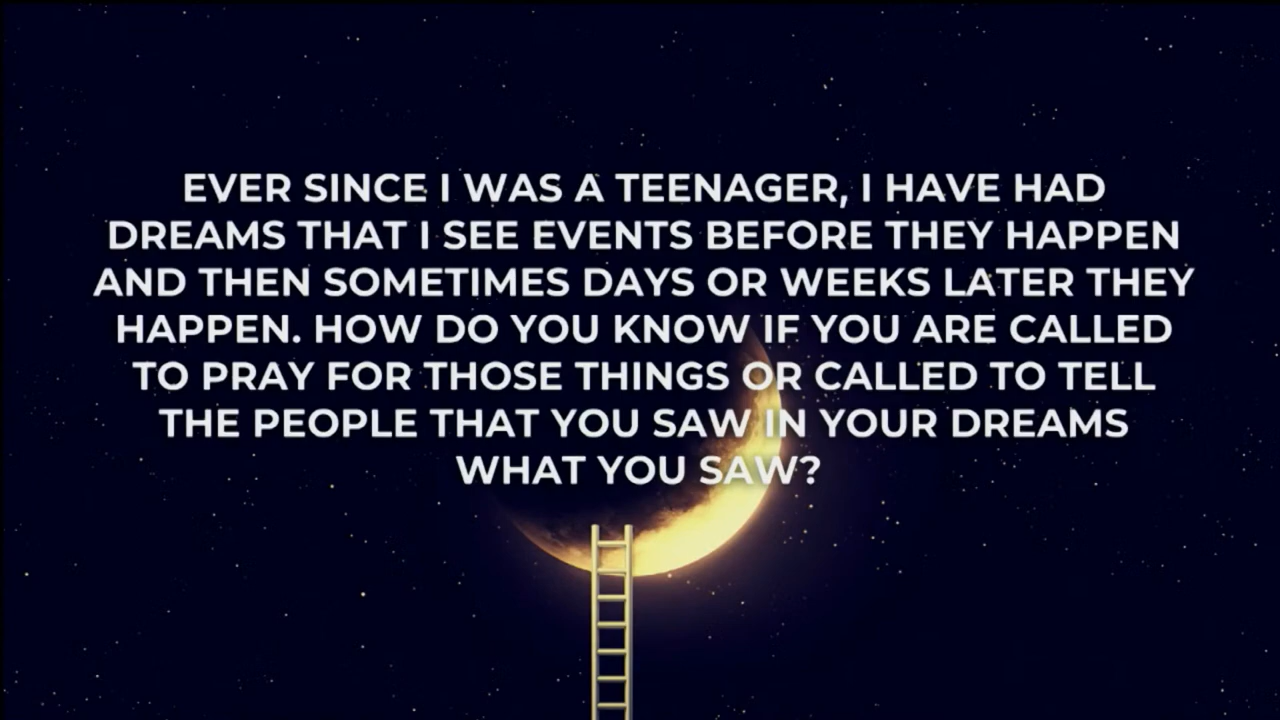 EVER SINCE I WAS A TEENAGER, I HAVE HAD
DREAMS THAT I SEE EVENTS BEFORE THEY HAPPEN
AND THEN SOMETIMES DAYS OR WEEKS LATER THEY
HAPPEN. HOW DO YOU KNOW IF YOU ARE CALLED
TO PRAY FOR THOSE THINGS OR CALLED TO TELL
THE PEOPLE THAT YOU SAW IN YOUR DREAMS
WHAT YOU SAW?